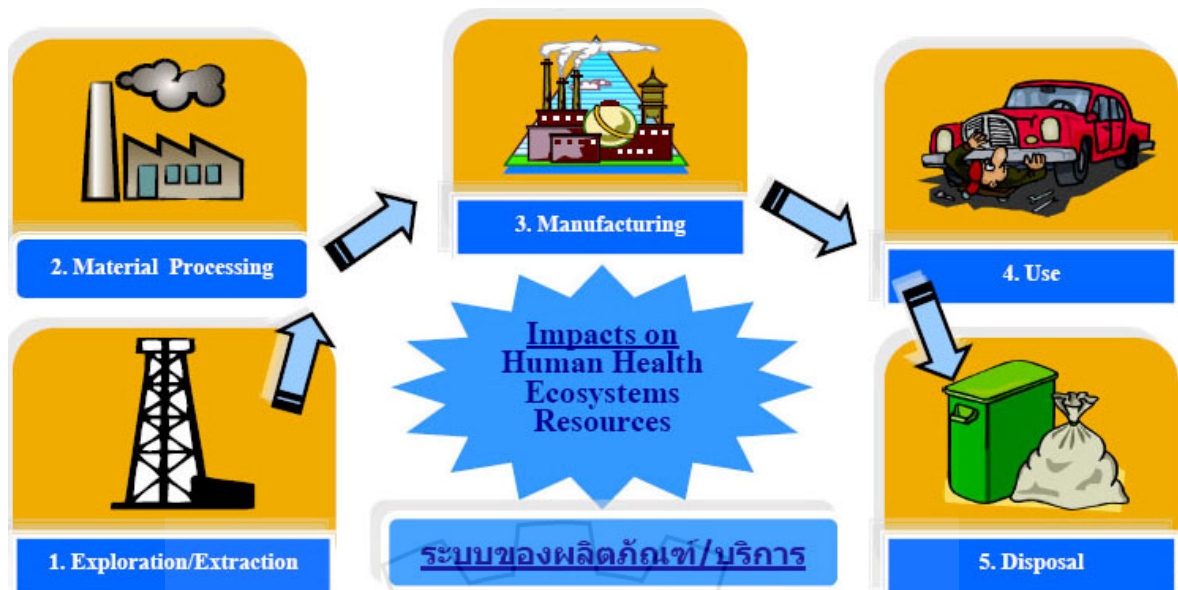 1. Exploration/Extraction
2. Material Processing
3. Manufacturing
4. Use
5. Disposal
Impacts on
Human Health
Ecosystems
Resources
ระบบของผลิตภัณฑ์/บริการ